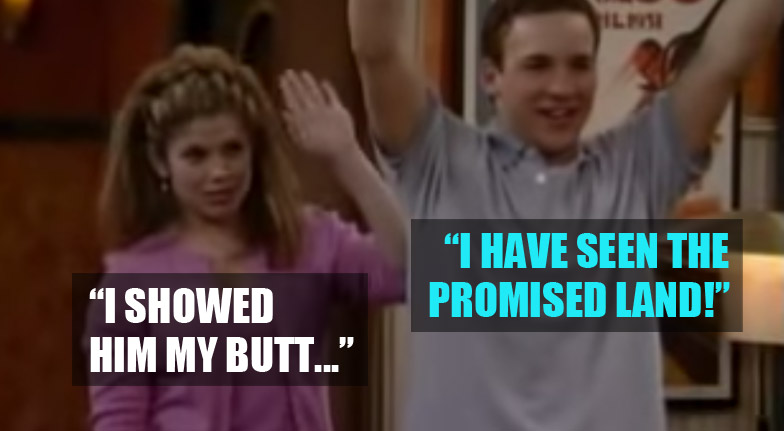 “I SHOWED
HIM MY BUTT...”
“I HAVE SEEN THE
PROMISED LAND!”